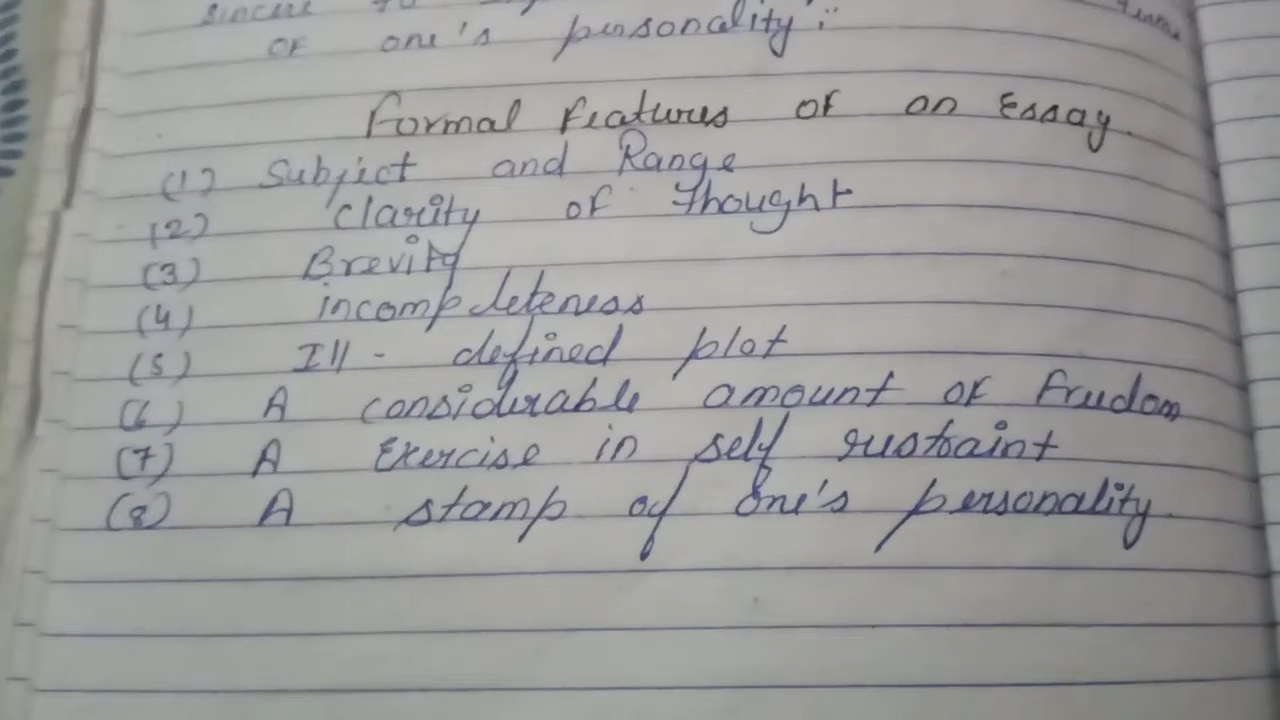 sincere to
of one's personality."
Formal Features of an Essay.
(1) Subject and Range
(2) Clarity of Thought
(3) Brevity
(4) incompleteness
(5) Ill-defined plot
(6) A considerable amount of Freedom
(7) A Exercise in self restraint
(8) A stamp of one's personality.